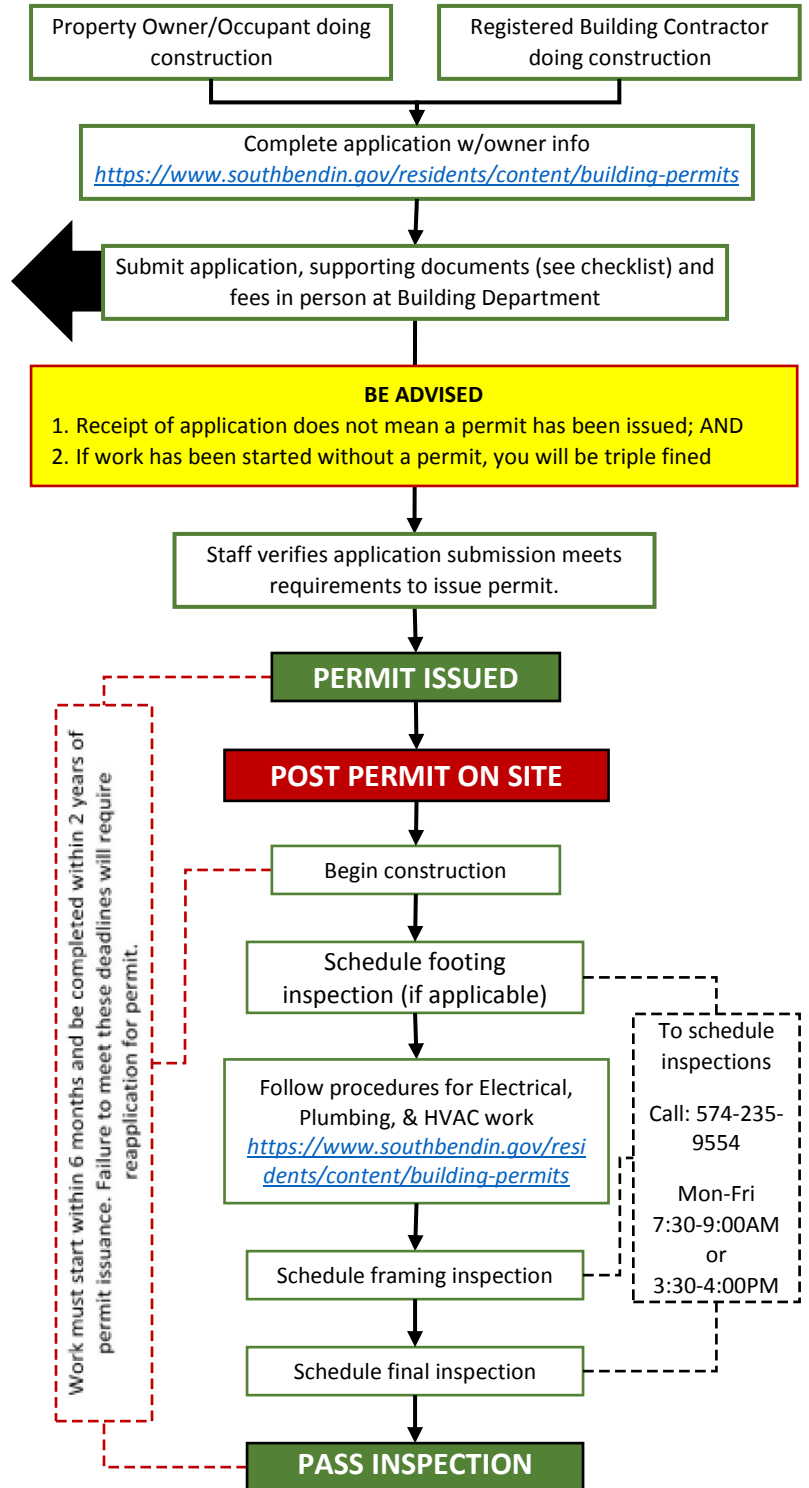 Property Owner/Occupant doing
construction
Registered Building Contractor
doing construction
Complete application w/owner info
https://www.southbendin.gov/residents/content/building-permits
Submit application, supporting documents (see checklist) and
fees in person at Building Department
BE ADVISED
1. Receipt of application does not mean a permit has been issued; AND
2. If work has been started without a permit, you will be triple fined
Staff verifies application submission meets
requirements to issue permit.
PERMIT ISSUED
POST PERMIT ON SITE
Work must start within 6 months and be completed within 2 years of
permit issuance. Failure to meet these deadlines will require
reapplication for permit.
Begin construction
Schedule footing
inspection (if applicable)
To schedule
inspections
Call: 574-235-
9554
Mon-Fri
7:30-9:00AM
or
3:30-4:00PM
Follow procedures for Electrical,
Plumbing, & HVAC work
https://www.southbendin.gov/resi
dents/content/building-permits
Schedule framing inspection
Schedule final inspection
PASS INSPECTION